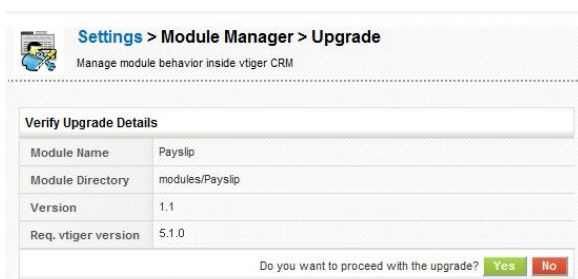 Settings > Module Manager > Upgrade
Manage module behavior inside vtiger CRM
Verify Upgrade Details
Module Name Payslip
Module Directory modules/Payslip
Version 1.1
Req. vtiger version 5.1.0
Do you want to proceed with the upgrade? Yes No